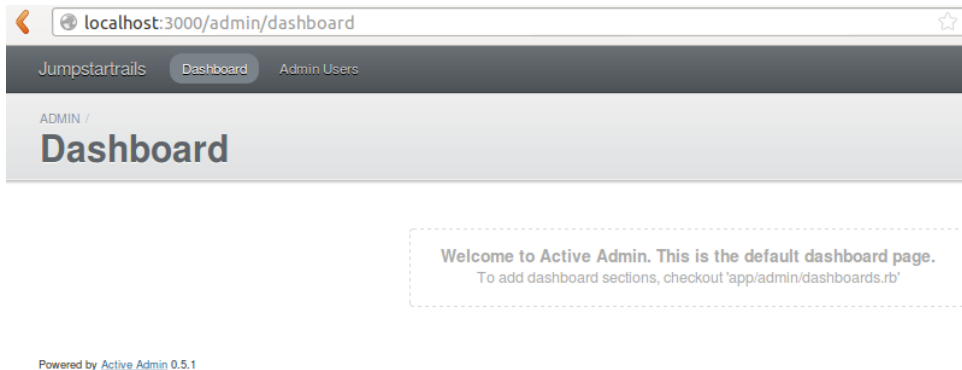 localhost:3000/admin/dashboard
Jumpstartrails Dashboard Admin Users
ADMIN /
Dashboard
Welcome to Active Admin. This is the default dashboard page.
To add dashboard sections, checkout 'app/admin/dashboards.rb'
Powered by Active Admin 0.5.1